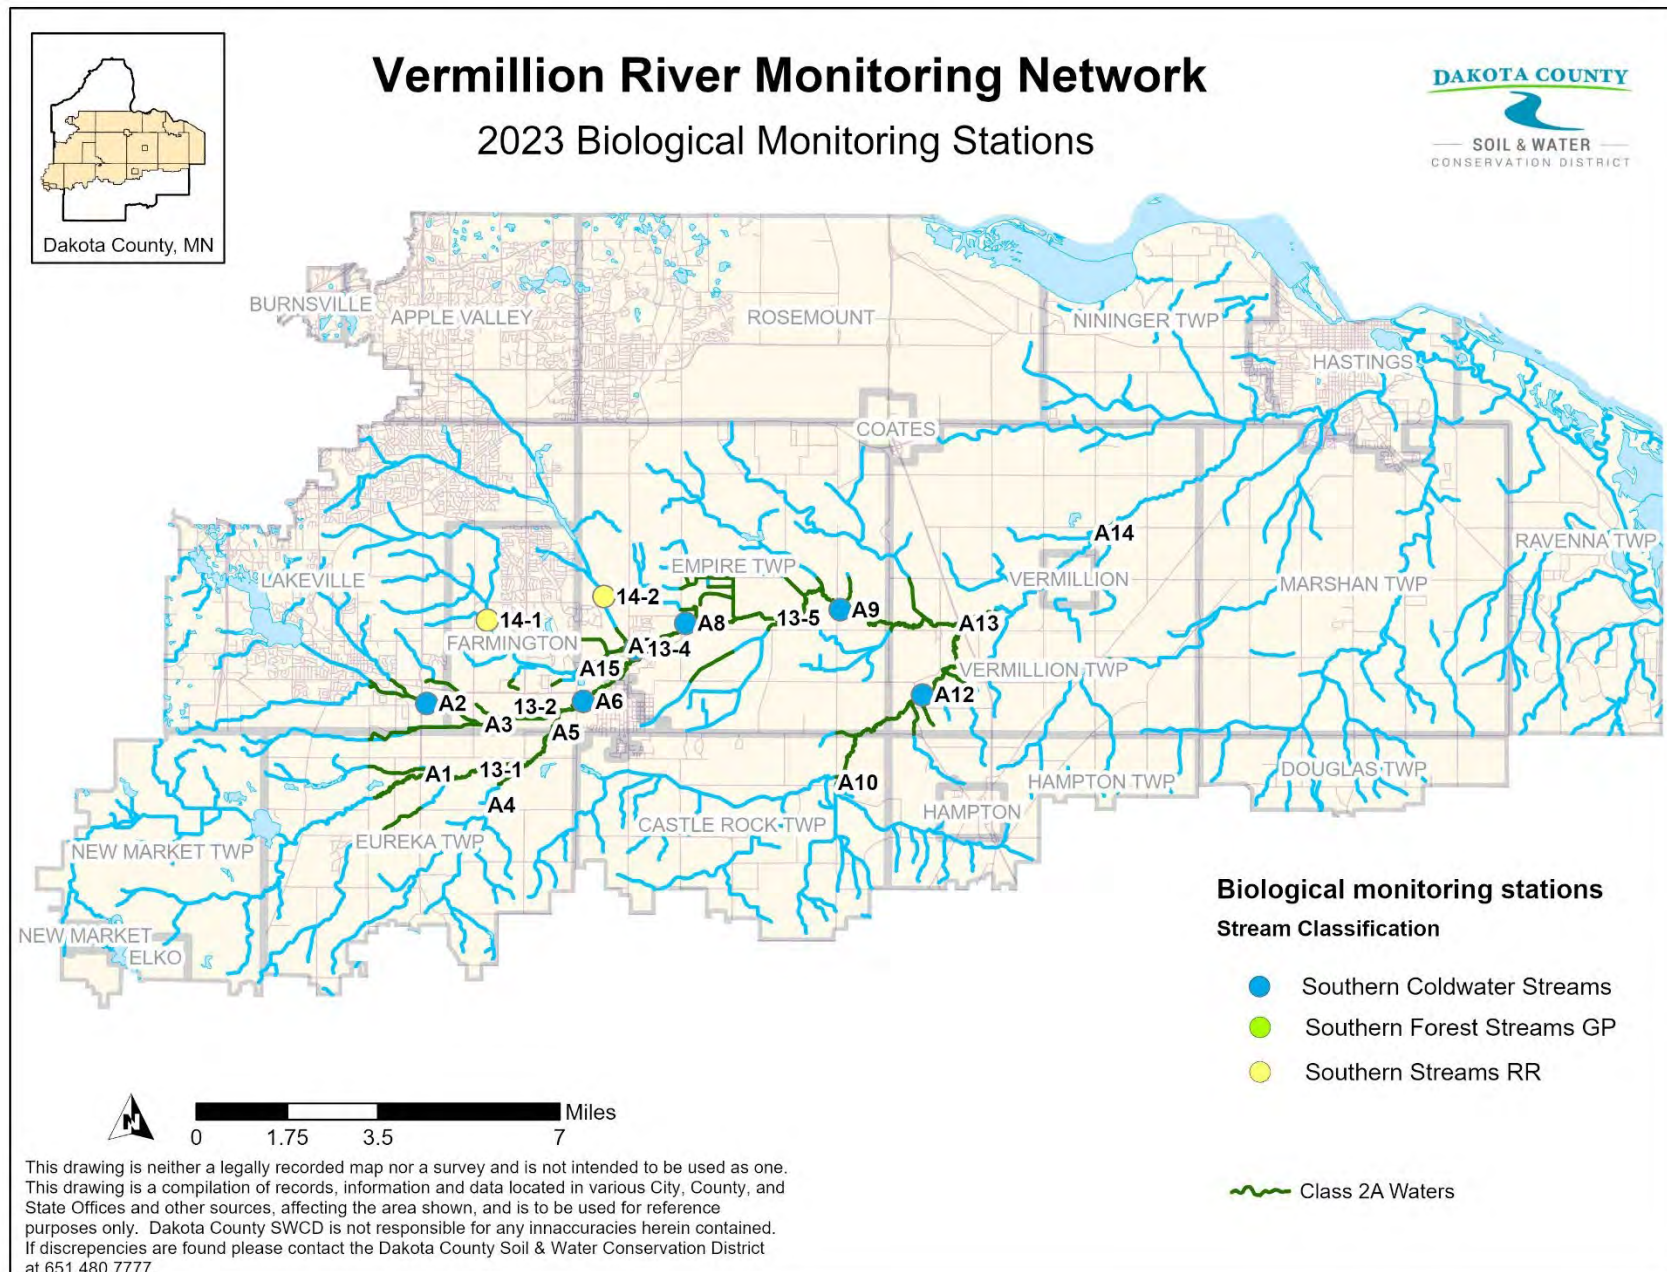 Vermillion River Monitoring Network
2023 Biological Monitoring Stations
DAKOTA COUNTY
SOIL & WATER
CONSERVATION DISTRICT
Dakota County, MN
BURNSVILLE
APPLE VALLEY
ROSEMOUNT
NININGER TWP
HASTINGS
COATES
A14
RAVENNA TWP
EMPIRE TWP
LAKEVILLE
VERMILLION
MARSHAN TWP
14-2
A9
14-1
13-5
A8
A13
FARMINGTON
13-4
A15
VERMILLION TWP
A12
A2
A6
13-2
A3
A5
13-1
A1
DOUGLAS TWP
A10
HAMPTON TWP
A4
HAMPTON
CASTLE ROCK TWP
EUREKA TWP
NEW MARKET TWP
NEW MARKET
ELKO
Biological monitoring stations
Stream Classification
Southern Coldwater Streams
Southern Forest Streams GP
Southern Streams RR
Class 2A Waters
N
Miles
0 1.75 3.5 7
This drawing is neither a legally recorded map nor a survey and is not intended to be used as one.
This drawing is a compilation of records, information and data located in various City, County, and
State Offices and other sources, affecting the area shown, and is to be used for reference
purposes only. Dakota County SWCD is not responsible for any innaccuracies herein contained.
If discrepencies are found please contact the Dakota County Soil & Water Conservation District
at 651 480 7777